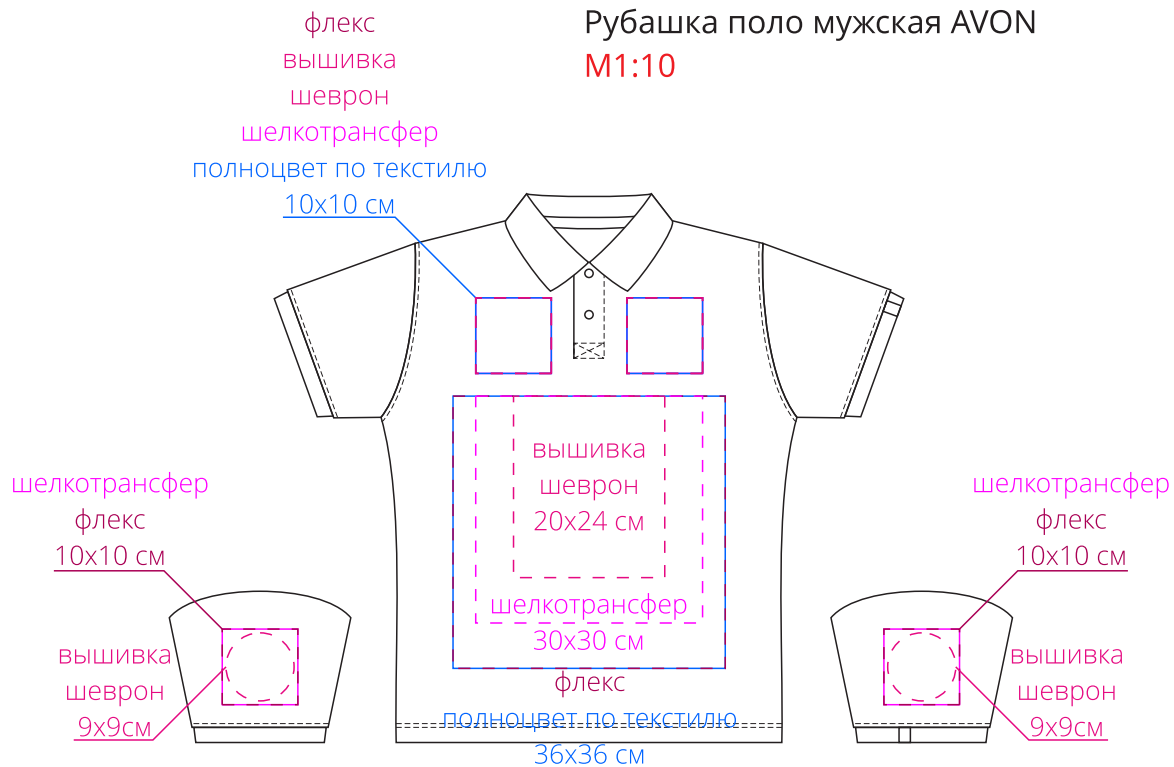 Рубашка поло мужская AVON
М1:10
флекс
вышивка
шеврон
шелкотрансфер
полноцвет по текстилю
10х10 см
вышивка
шеврон
20х24 см
шелкотрансфер
30х30 см
флекс
полноцвет по текстилю
36х36 см
шелкотрансфер
флекс
10х10 см
вышивка
шеврон
9х9см
шелкотрансфер
флекс
10х10 см
вышивка
шеврон
9х9см